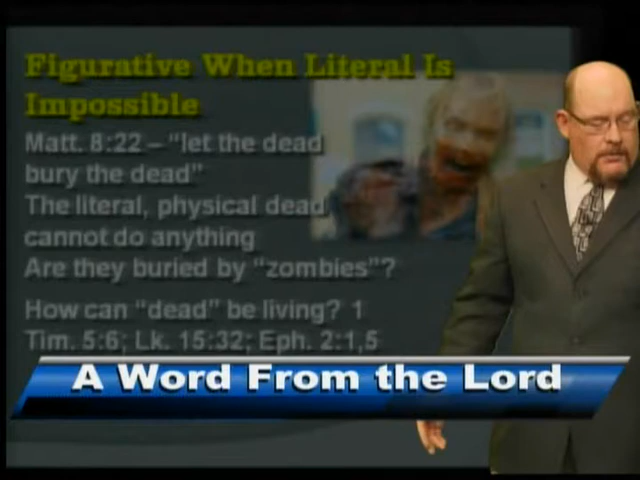 Figurative When Literal Is
Impossible
Matt. 8:22 – “let the dead
bury the dead”
The literal, physical dead
cannot do anything
Are they buried by “zombies”?
How can “dead” be living? 1
Tim. 5:6; Lk. 15:32; Eph. 2:1,5
A Word From the Lord